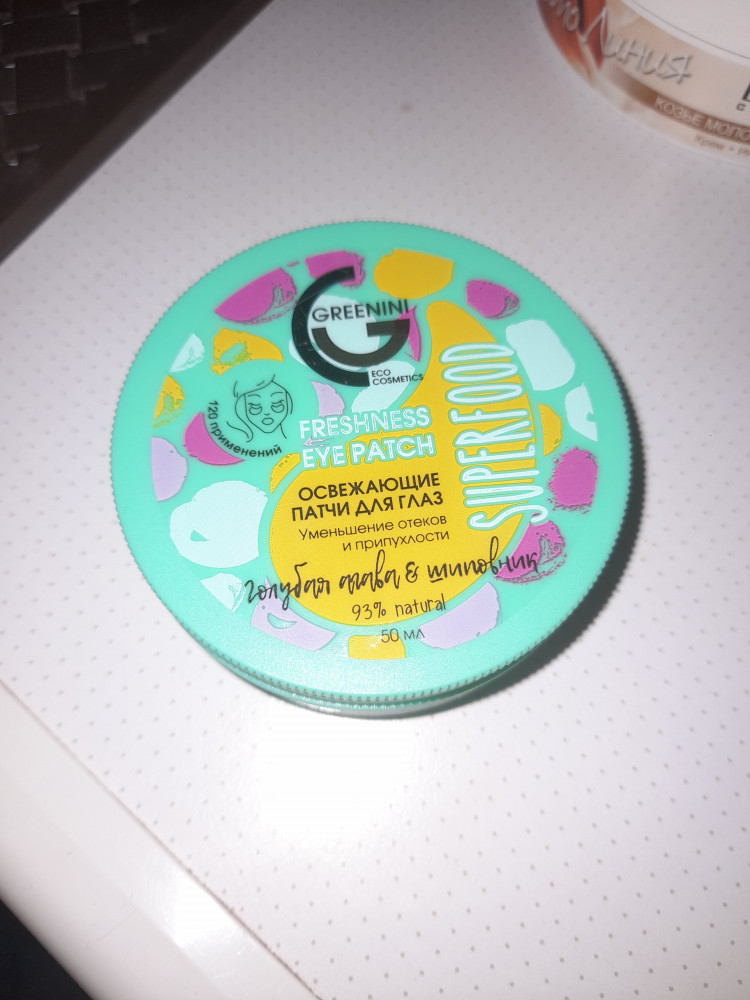 GREENINI
ECO
COSMETICS
120 применений
FRESHNESS
EYE PATCH
SUPERFOOD
ОСВЕЖАЮЩИЕ
ПАТЧИ ДЛЯ ГЛАЗ
Уменьшение отеков
и припухлости
голубая агава & шиповник
93% natural
50 мл
Линия
КОЗЬЕ